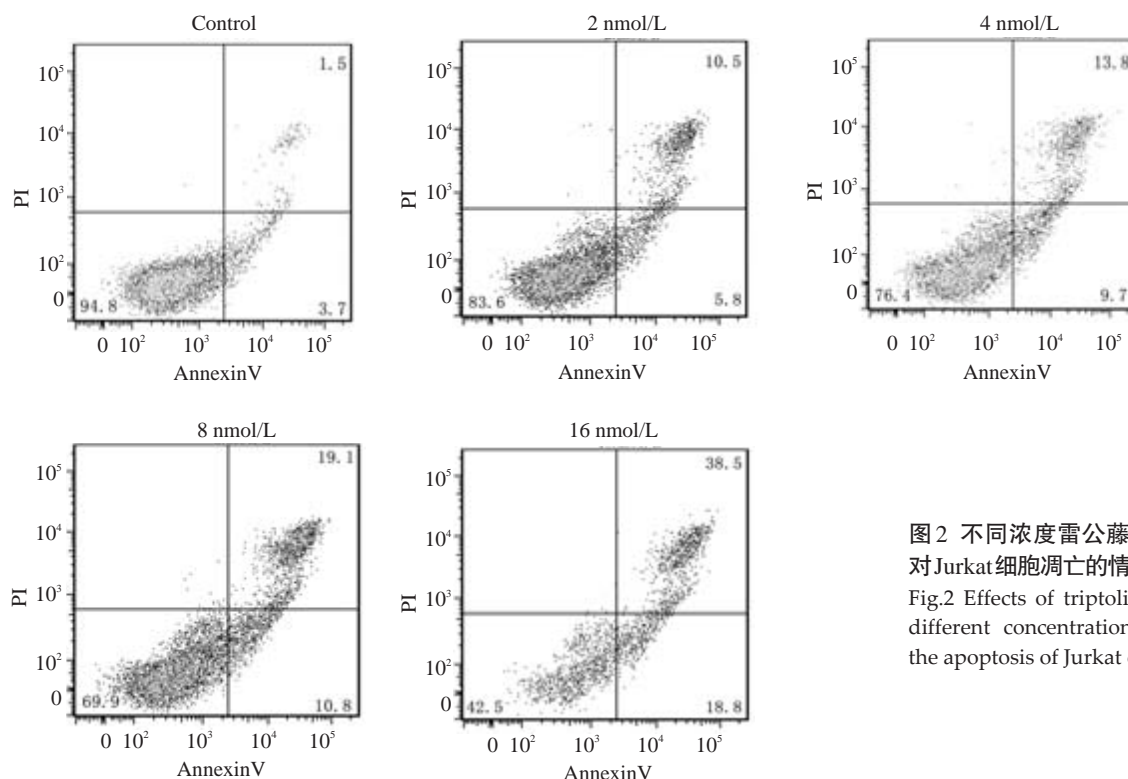 Control
2 nmol/L
4 nmol/L
10⁵
10⁴
10³
10²
0
PI
1.5
94.8
3.7
0 10² 10³ 10⁴ 10⁵
AnnexinV
10⁵
10⁴
10³
10²
0
PI
10.5
83.6
5.8
0 10² 10³ 10⁴ 10⁵
AnnexinV
10⁵
10⁴
10³
10²
0
PI
13.8
76.4
9.7
0 10² 10³ 10⁴ 10⁵
AnnexinV
8 nmol/L
16 nmol/L
10⁵
10⁴
10³
10²
0
PI
19.1
69.9
10.8
0 10² 10³ 10⁴ 10⁵
AnnexinV
10⁵
10⁴
10³
10²
0
PI
38.5
42.5
18.8
0 10² 10³ 10⁴ 10⁵
AnnexinV
图2 不同浓度雷公藤
对Jurkat细胞凋亡的情
Fig.2 Effects of triptoli
different concentration
the apoptosis of Jurkat